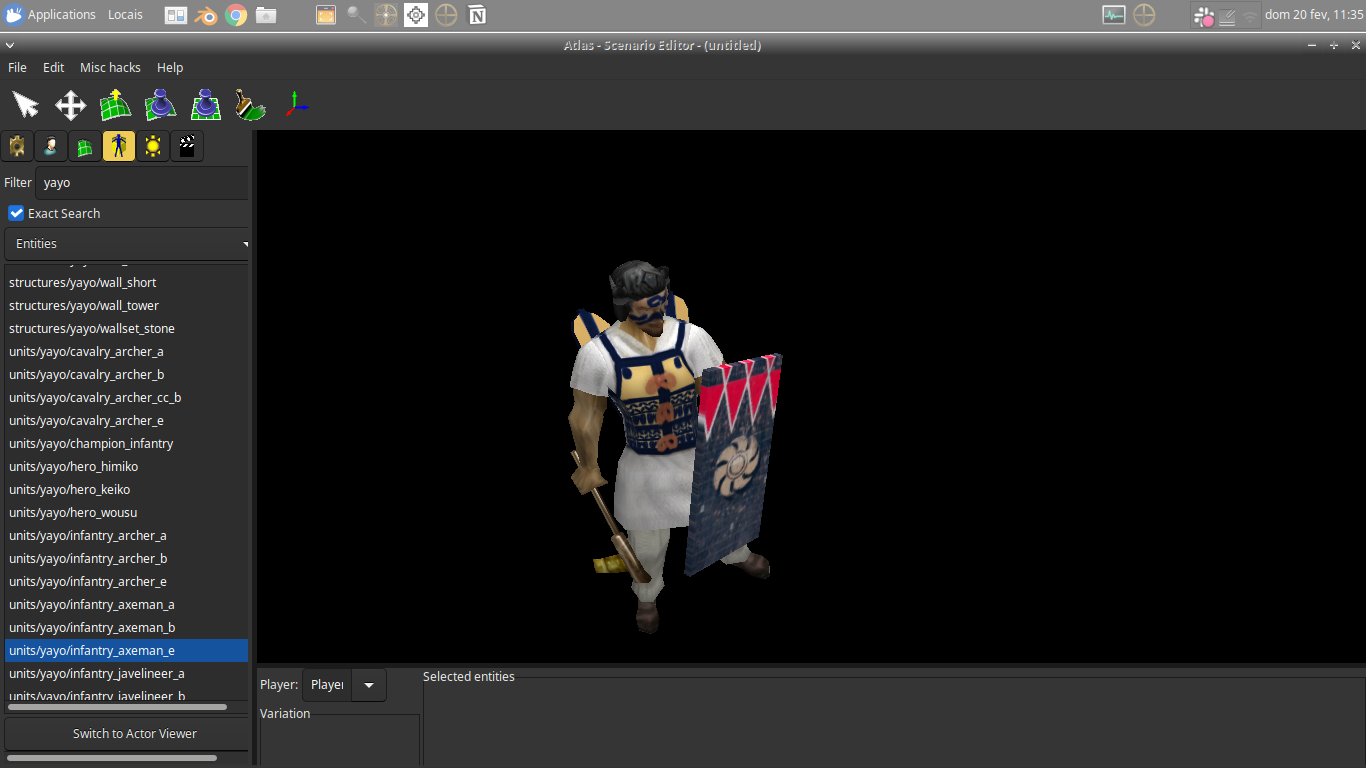 Applications Locais
dom 20 fev, 11:35
Atlas - Scenario Editor - (untitled)
File Edit Misc hacks Help
Filter yayo
Exact Search
Entities
structures/yayo/wall_short
structures/yayo/wall_tower
structures/yayo/wallset_stone
units/yayo/cavalry_archer_a
units/yayo/cavalry_archer_b
units/yayo/cavalry_archer_cc_b
units/yayo/cavalry_archer_e
units/yayo/champion_infantry
units/yayo/hero_himiko
units/yayo/hero_keiko
units/yayo/hero_wousu
units/yayo/infantry_archer_a
units/yayo/infantry_archer_b
units/yayo/infantry_archer_e
units/yayo/infantry_axeman_a
units/yayo/infantry_axeman_b
units/yayo/infantry_axeman_e
units/yayo/infantry_javelineer_a
units/yayo/infantry_javelineer_b
Switch to Actor Viewer
Player: Player
Selected entities
Variation